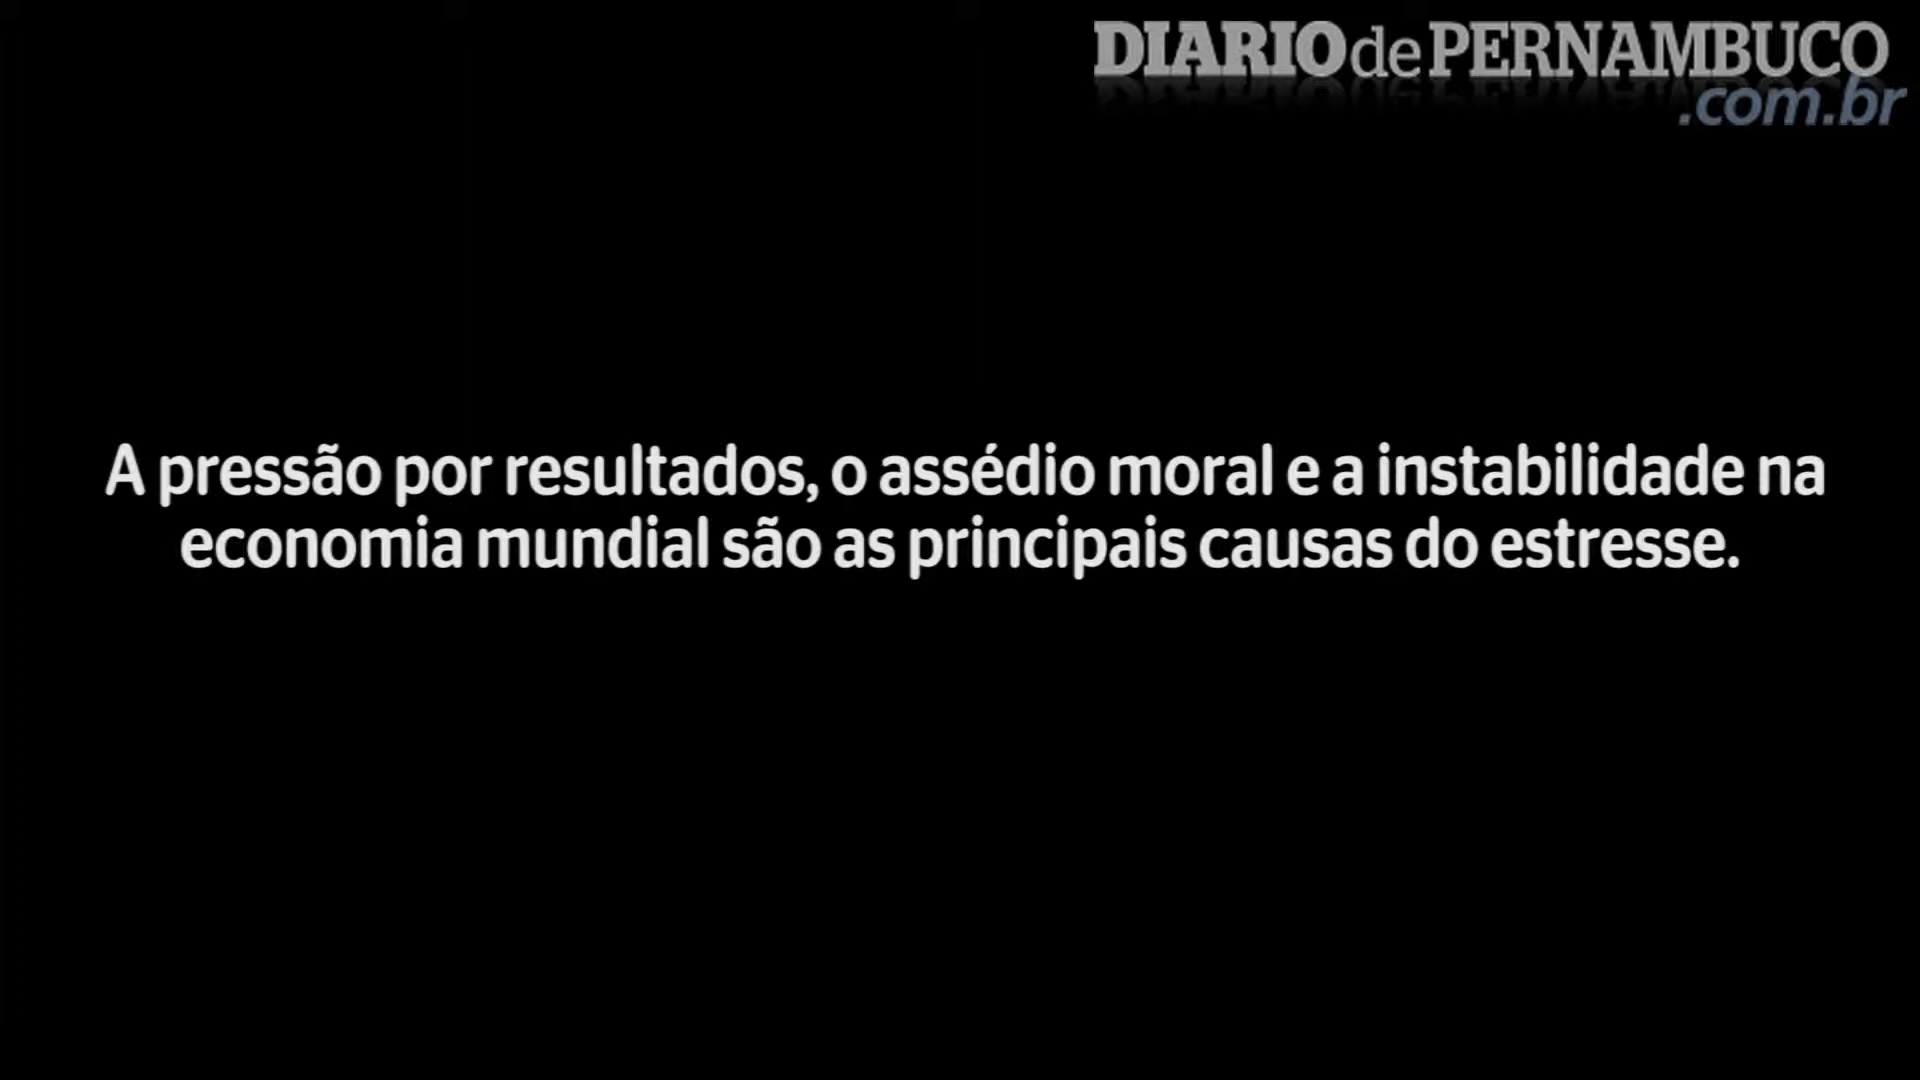 DIARIO de PERNAMBUCO
.com.br
A pressão por resultados, o assédio moral e a instabilidade na
economia mundial são as principais causas do estresse.